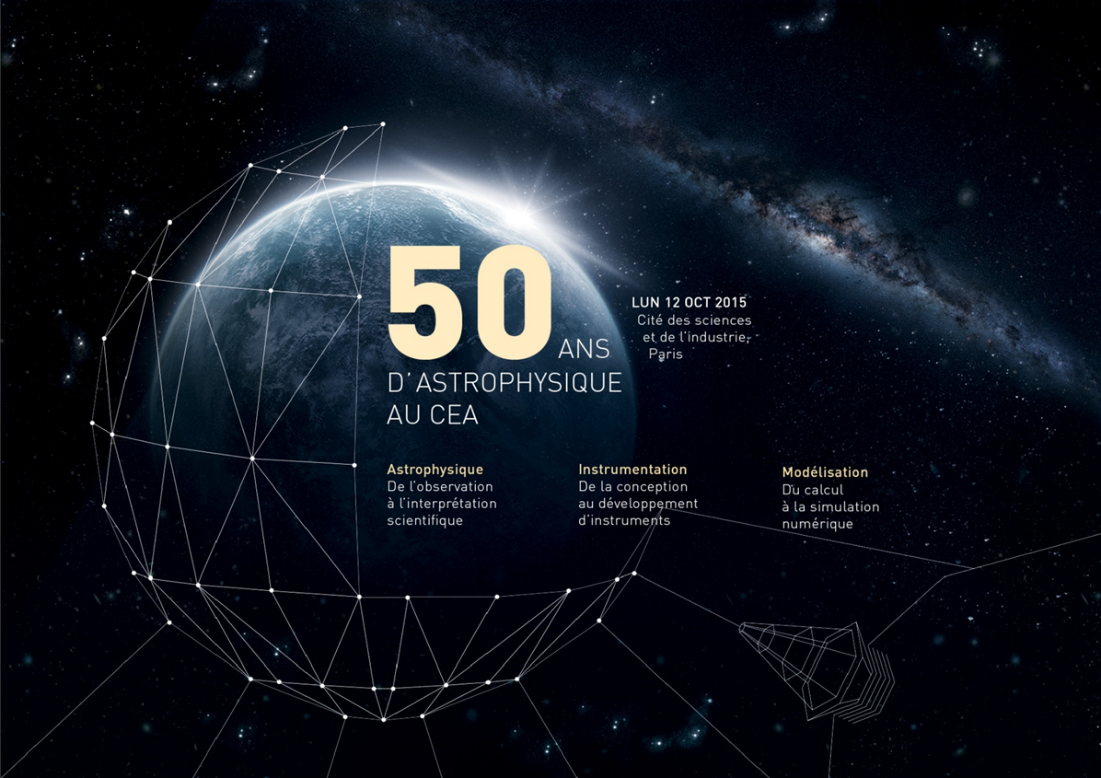 50 ANS
D'ASTROPHYSIQUE
AU CEA
LUN 12 OCT 2015
Cité des sciences
et de l'industrie,
Paris
Astrophysique
De l'observation
à l'interprétation
scientifique
Instrumentation
De la conception
au développement
d'instruments
Modélisation
Du calcul
à la simulation
numérique